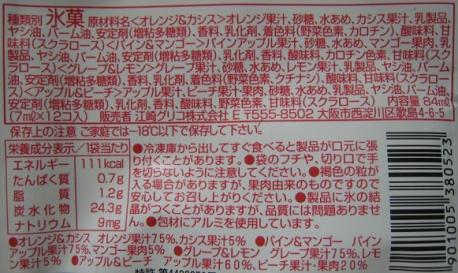 種類別 氷菓 原材料名<オレンジ&カシス>オレンジ果汁、砂糖、水あめ、カシス果汁、乳製品、
ヤシ油、パーム油、安定剤(増粘多糖類)、香料、乳化剤、着色料(野菜色素、カロチン)、酸味料、甘
味料(スクラロース)<パイン&マンゴー>パインアップル果汁、砂糖、水あめ、マンゴー果肉、乳
製品、ヤシ油、パーム油、安定剤(増粘多糖類)、香料、乳化剤、酸味料、カロチン色素、甘味料(スクラ
ロース)<グレープ&レモン>グレープ果汁、砂糖、水あめ、レモン果汁、乳製品、ヤシ油、パーム
油、安定剤(増粘多糖類)、香料、乳化剤、着色料(野菜色素、クチナシ)、酸味料、甘味料(スクラロー
ス)<アップル&ピーチ>アップル果汁、ピーチ果汁・果肉、砂糖、水あめ、乳製品、ヤシ油、パーム油、
安定剤(増粘多糖類)、乳化剤、香料、酸味料、野菜色素、甘味料(スクラロース) 内容量 84ml
(7ml×12コ入) 販売者 江崎グリコ株式会社 E 〒555-8502 大阪市西淀川区歌島4-6-5
保存上の注意 ご家庭では-18℃以下で保存して下さい。
栄養成分表示/1袋当たり
エネルギー 111kcal
たんぱく質 0.7g
脂質 1.2g
炭水化物 24.3g
ナトリウム 9mg
●冷凍庫から出してすぐ食べると製品が口元に張
り付くことがあります。●袋のフチや、切り口で手
を切らないように注意してください。●褐色の粒が
入る場合がありますが、果肉由来のものですので
安心してお召し上がりください。●製品に氷の結
晶がつくことがありますが、品質には問題ありませ
ん。●包材にアルミを使用しています。
●オレンジ&カシス オレンジ果汁75%、カシス果汁5% ●パイン&マンゴー パイン
アップル果汁75%、マンゴー果肉5% ●グレープ&レモン グレープ果汁75%、レモ
ン果汁5% ●アップル&ピーチ アップル果汁60%、ピーチ果汁・果肉20%
901005380523